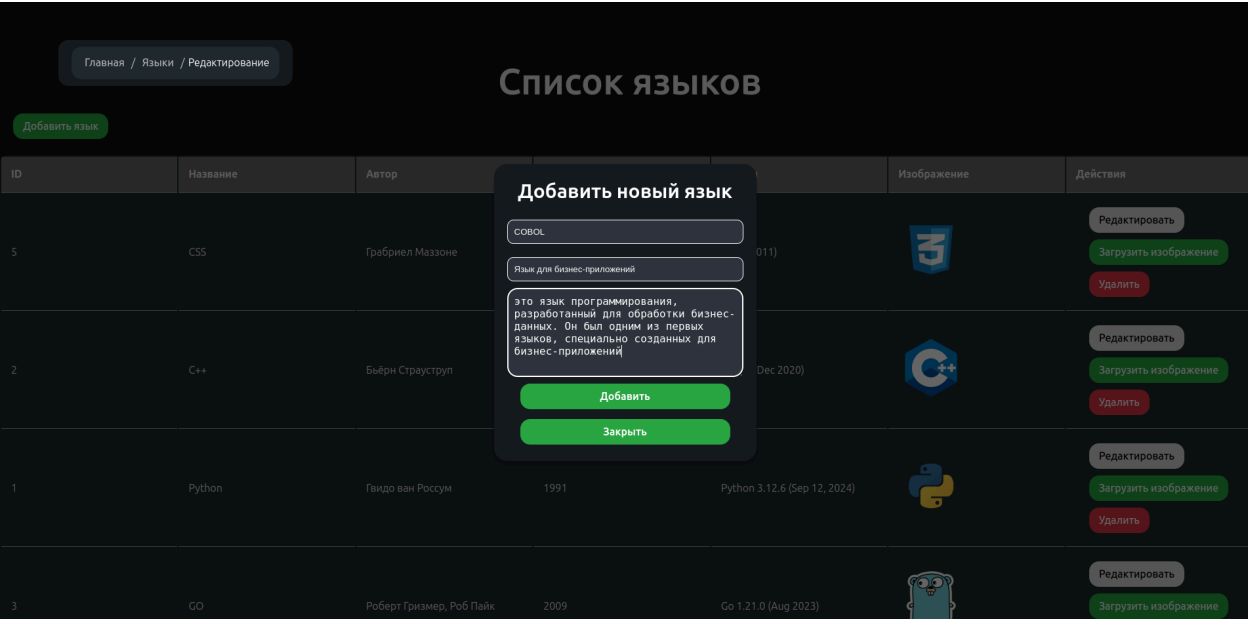 Главная / Языки / Редактирование
Список языков
Добавить язык
ID Название Автор Изображение Действия
Добавить новый язык
COBOL
Язык для бизнес-приложений
это язык программирования,
разработанный для обработки бизнес-
данных. Он был одним из первых
языков, специально созданных для
бизнес-приложений
Добавить
Закрыть
5 CSS Грабриел Маззоне 011)
Редактировать
Загрузить изображение
Удалить
2 C++ Бьёрн Страуструп Dec 2020)
Редактировать
Загрузить изображение
Удалить
1 Python Гвидо ван Россум 1991 Python 3.12.6 (Sep 12, 2024)
Редактировать
Загрузить изображение
Удалить
3 GO Роберт Гризмер, Роб Пайк 2009 Go 1.21.0 (Aug 2023)
Редактировать
Загрузить изображение